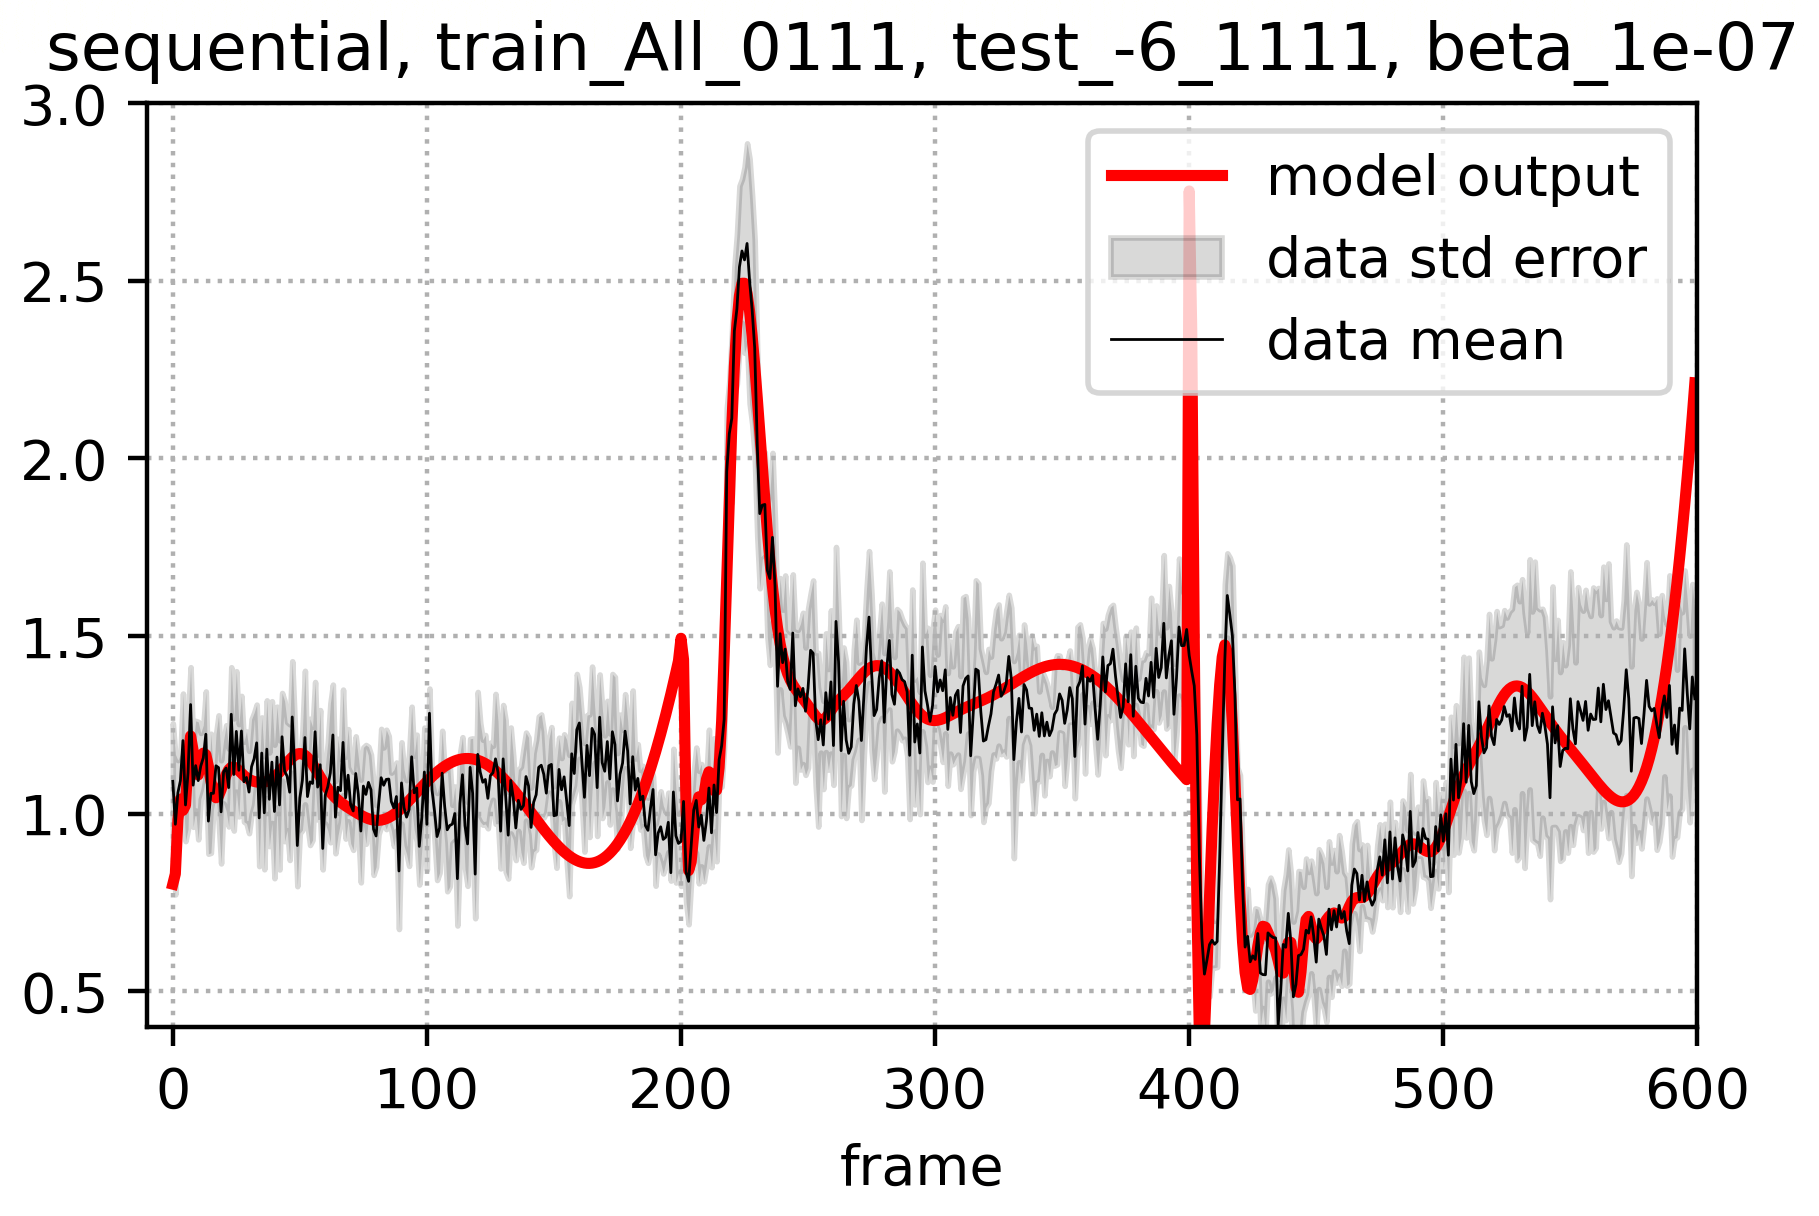 sequential, train_All_0111, test_-6_1111, beta_1e-07
3.0
2.5
2.0
1.5
1.0
0.5
model output
data std error
data mean
0 100 200 300 400 500 600
frame